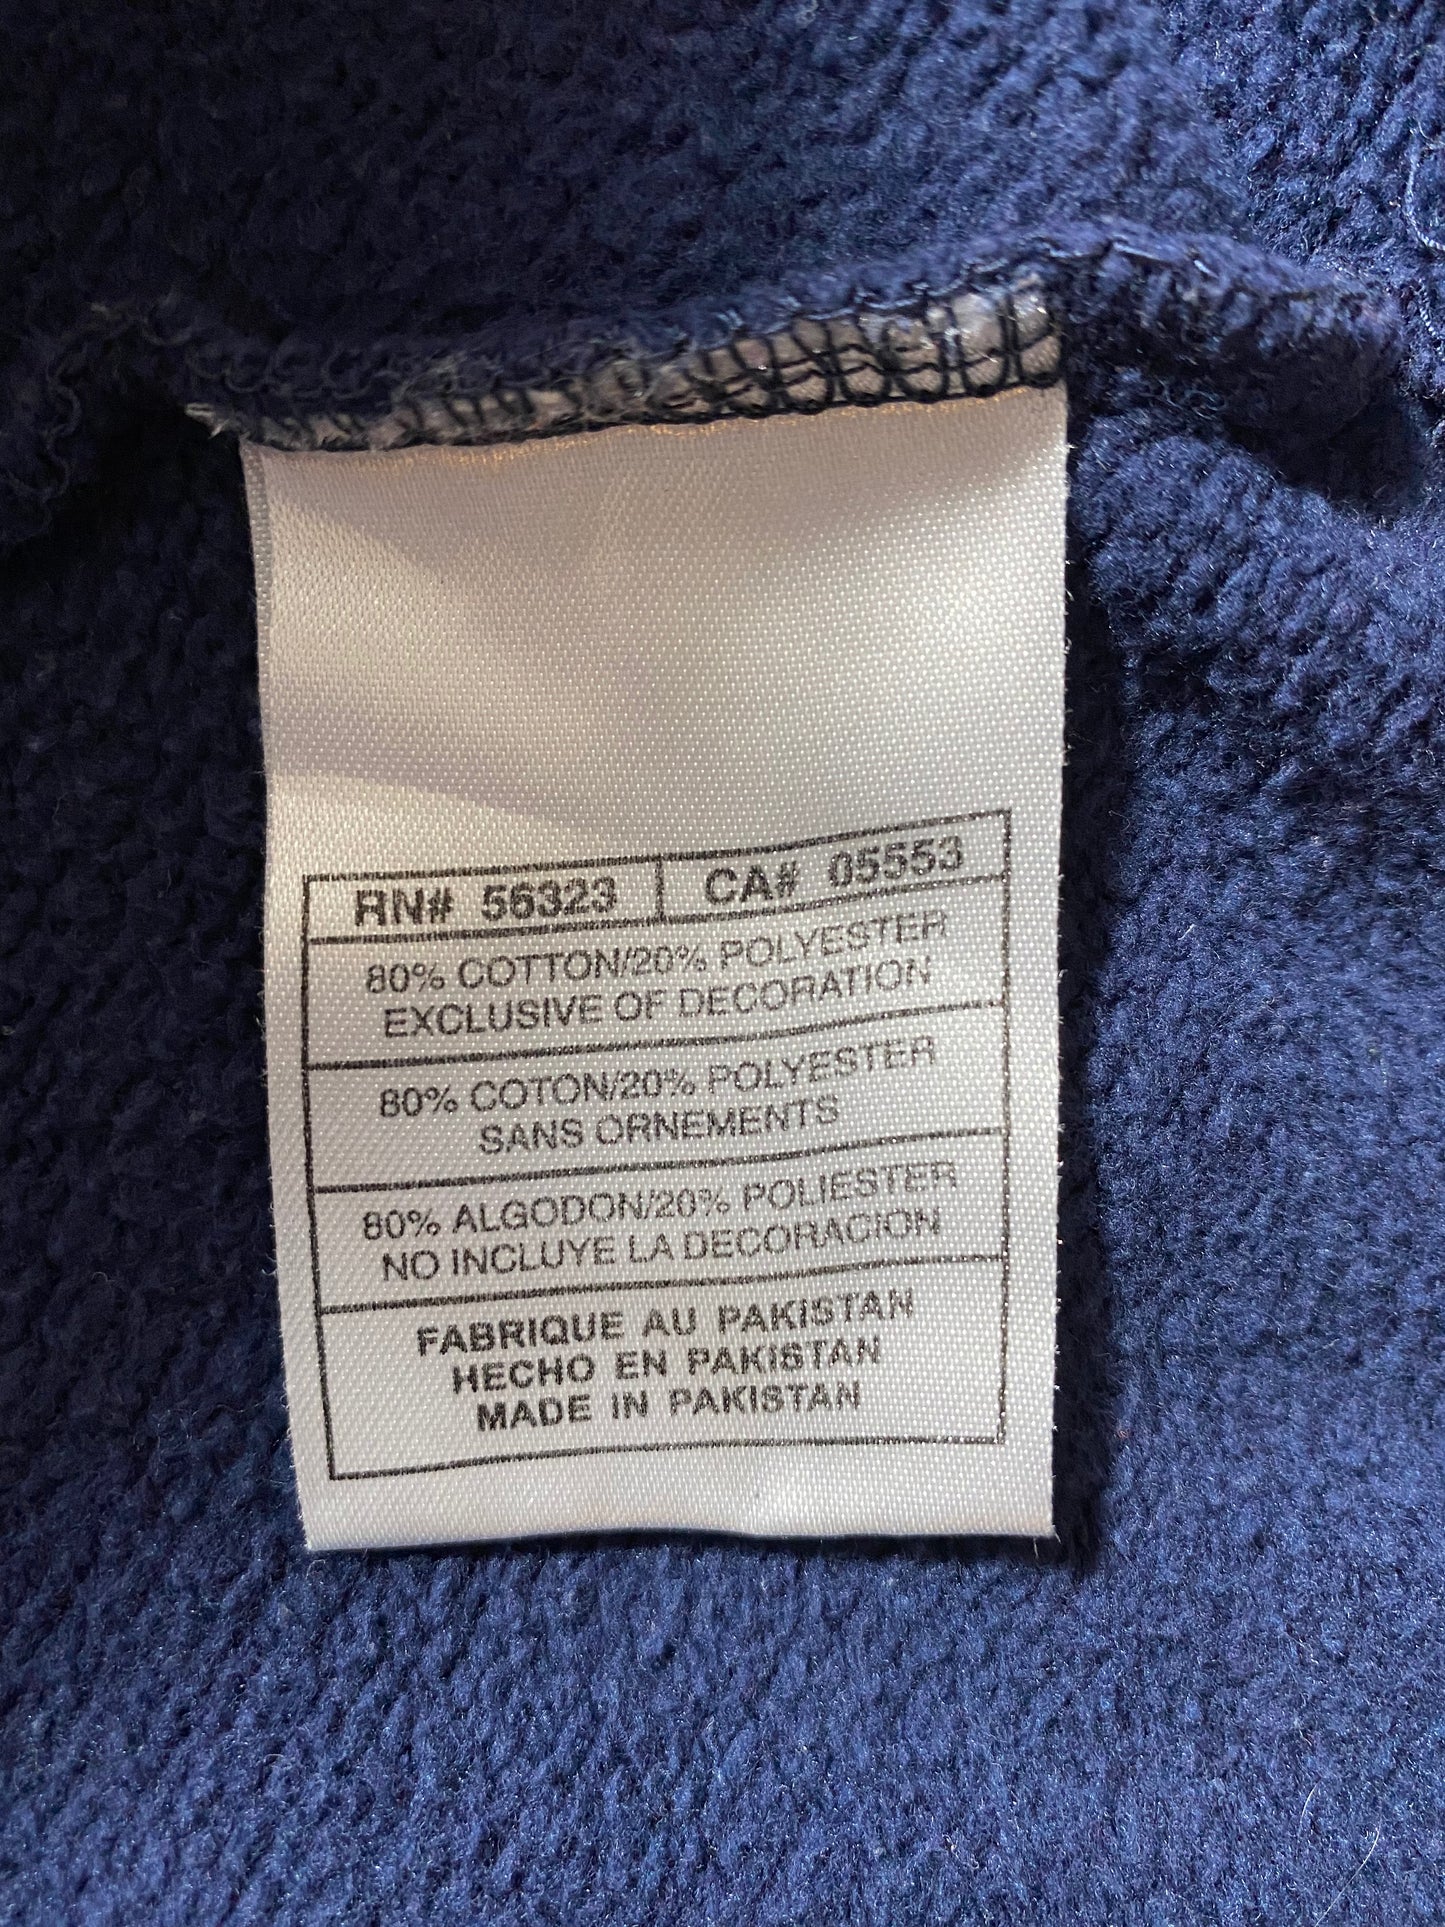 RN# 56323 CA# 05553
80% COTTON/20% POLYESTER
EXCLUSIVE OF DECORATION
80% COTON/20% POLYESTER
SANS ORNEMENTS
80% ALGODON/20% POLIESTER
NO INCLUYE LA DECORACION
FABRIQUE AU PAKISTAN
HECHO EN PAKISTAN
MADE IN PAKISTAN